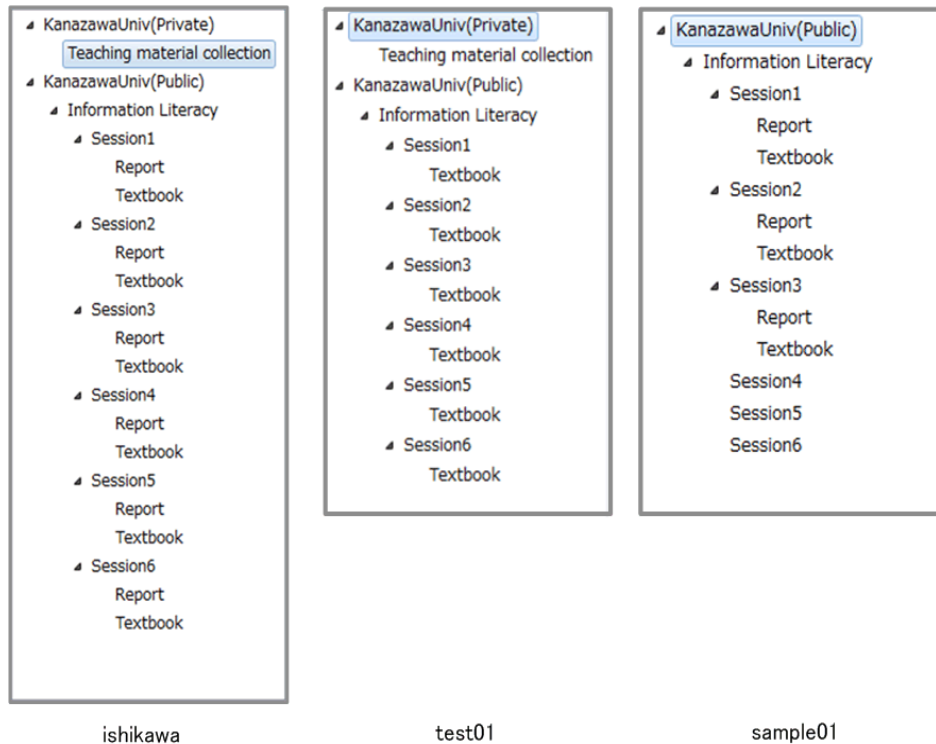 KanazawaUniv(Private)
Teaching material collection
KanazawaUniv(Public)
Information Literacy
Session1
Report
Textbook
Session2
Report
Textbook
Session3
Report
Textbook
Session4
Report
Textbook
Session5
Report
Textbook
Session6
Report
Textbook
ishikawa
KanazawaUniv(Private)
Teaching material collection
KanazawaUniv(Public)
Information Literacy
Session1
Textbook
Session2
Textbook
Session3
Textbook
Session4
Textbook
Session5
Textbook
Session6
Textbook
test01
KanazawaUniv(Public)
Information Literacy
Session1
Report
Textbook
Session2
Report
Textbook
Session3
Report
Textbook
Session4
Session5
Session6
sample01